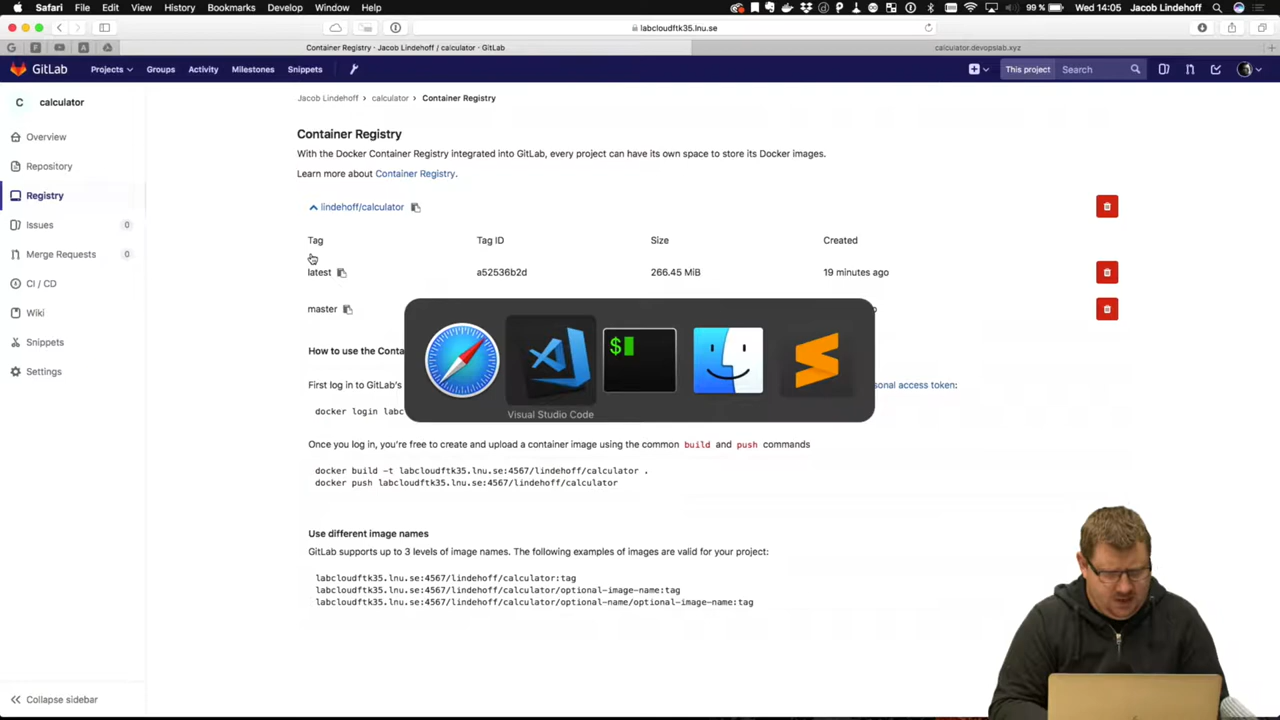 Safari File Edit View History Bookmarks Develop Window Help
99 % Wed 14:05 Jacob Lindehoff
labcloudftk35.lnu.se
Container Registry · Jacob Lindehoff / calculator · GitLab
calculator.devopslab.xyz
GitLab Projects Groups Activity Milestones Snippets
This project Search
C calculator
Overview
Repository
Registry
Issues 0
Merge Requests 0
CI / CD
Wiki
Snippets
Settings
Collapse sidebar
Jacob Lindehoff › calculator › Container Registry
Container Registry
With the Docker Container Registry integrated into GitLab, every project can have its own space to store its Docker images.
Learn more about Container Registry.
lindehoff/calculator
Tag Tag ID Size Created
latest a52536b2d 266.45 MiB 19 minutes ago
master
$
Visual Studio Code
How to use the Conta
First log in to GitLab's
sonal access token:
docker login labc
Once you log in, you're free to create and upload a container image using the common build and push commands
docker build -t labcloudftk35.lnu.se:4567/lindehoff/calculator .
docker push labcloudftk35.lnu.se:4567/lindehoff/calculator
Use different image names
GitLab supports up to 3 levels of image names. The following examples of images are valid for your project:
labcloudftk35.lnu.se:4567/lindehoff/calculator:tag
labcloudftk35.lnu.se:4567/lindehoff/calculator/optional-image-name:tag
labcloudftk35.lnu.se:4567/lindehoff/calculator/optional-name/optional-image-name:tag